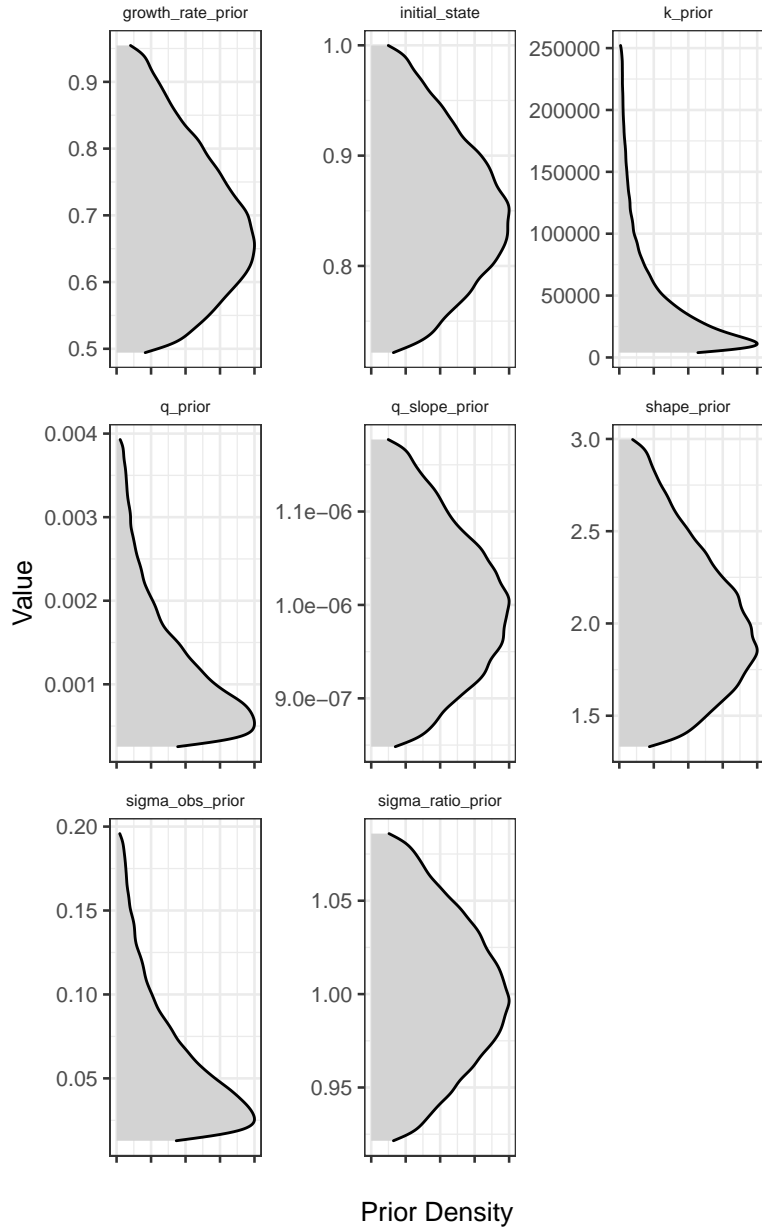 growth_rate_prior
initial_state
k_prior
0.9
0.8
0.7
0.6
0.5
1.0
0.9
0.8
250000
200000
150000
100000
50000
0
q_prior
q_slope_prior
shape_prior
0.004
0.003
0.002
0.001
1.1e−06
1.0e−06
9.0e−07
3.0
2.5
2.0
1.5
Value
sigma_obs_prior
sigma_ratio_prior
0.20
0.15
0.10
0.05
1.05
1.00
0.95
Prior Density